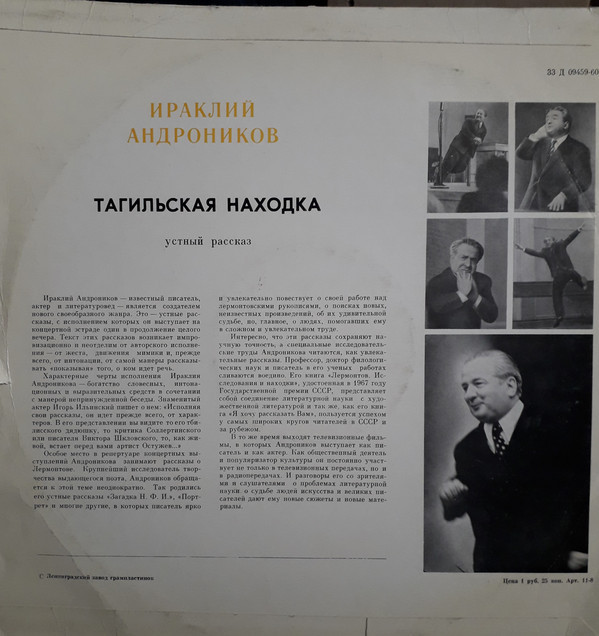 33 Д 09459-60
ИРАКЛИЙ
АНДРОНИКОВ
ТАГИЛЬСКАЯ НАХОДКА
устный рассказ
Ираклий Андроников — известный писатель,
актер и литературовед — является создателем
нового своеобразного жанра. Это — устные рас-
сказы, с исполнением которых он выступает на
концертной эстраде один в продолжение целого
вечера. Текст этих рассказов возникает импро-
визационно и неотделим от авторского исполне-
ния — от жеста, движения мимики и, прежде
всего, от интонации, от самой манеры рассказы-
вать «показывая» того, о ком идет речь.
Характерные черты исполнения Ираклия
Андроникова — богатство словесных, интона-
ционных и выразительных средств в сочетании
с манерой непринужденной беседы. Знаменитый
актер Игорь Ильинский пишет о нем: «Исполняя
свои рассказы, он идет прежде всего, от харак-
теров. В его представлении вы видите то его тби-
лисского дядюшку, то критика Соллертинского
или писателя Виктора Шкловского, то, как жи-
вой, встает перед вами артист Остужев...»
Особое место в репертуаре концертных вы-
ступлений Андроникова занимают рассказы о
Лермонтове. Крупнейший исследователь твор-
чества выдающегося поэта, Андроников обраща-
ется к этой теме неоднократно. Так родились
его устные рассказы «Загадка Н. Ф. И.», «Порт-
рет» и многие другие, в которых писатель ярко
и увлекательно повествует о своей работе над
лермонтовскими рукописями, о поисках новых,
неизвестных произведений, об их удивительной
судьбе, но, главное, о людях, помогавших ему
в сложном и увлекательном труде.
Интересно, что эти рассказы сохраняют на-
учную точность, а специальные исследователь-
ские труды Андроникова читаются, как увлека-
тельные рассказы. Профессор, доктор филологи-
ческих наук и писатель в его ученых работах
сливаются воедино. Его книга «Лермонтов. Ис-
следования и находки», удостоенная в 1967 году
Государственной премии СССР, представляет
собой соединение литературной науки с худо-
жественной литературой и так же, как его книга
«Я хочу рассказать Вам», пользуется успехом
у самых широких кругов читателей в СССР и
за рубежом.
В то же время выходят телевизионные филь-
мы, в которых Андроников выступает как пи-
сатель и как актер. Как общественный деятель
и популяризатор культуры он постоянно участ-
вует не только в телевизионных передачах, но и
в радиопередачах. И разговоры его со зрителя-
ми и слушателями о проблемах литературной
науки, о судьбе людей искусства и великих пи-
сателей дают ему новые сюжеты и новые мате-
риалы.
Ленинградский завод грампластинок
Цена 1 руб. 25 коп. Арт. 11-6